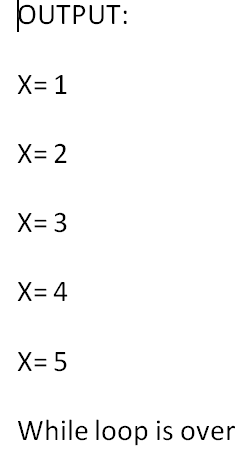 OUTPUT:
X= 1
X= 2
X= 3
X= 4
X= 5
While loop is over